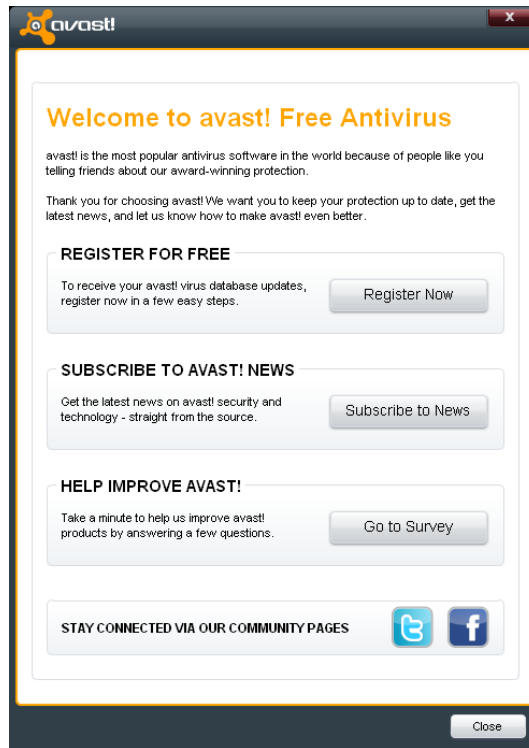 avast!
x
Welcome to avast! Free Antivirus
avast! is the most popular antivirus software in the world because of people like you
telling friends about our award-winning protection.
Thank you for choosing avast! We want you to keep your protection up to date, get the
latest news, and let us know how to make avast! even better.
REGISTER FOR FREE
To receive your avast! virus database updates,
register now in a few easy steps.
Register Now
SUBSCRIBE TO AVAST! NEWS
Get the latest news on avast! security and
technology - straight from the source.
Subscribe to News
HELP IMPROVE AVAST!
Take a minute to help us improve avast!
products by answering a few questions.
Go to Survey
STAY CONNECTED VIA OUR COMMUNITY PAGES
Close